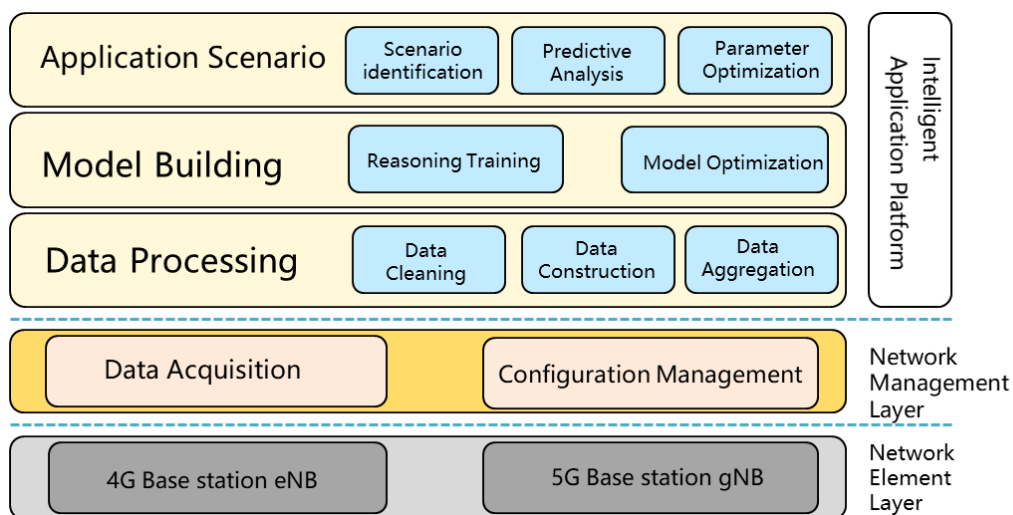 Application Scenario
Scenario
identification
Predictive
Analysis
Parameter
Optimization
Model Building
Reasoning Training
Model Optimization
Data Processing
Data
Cleaning
Data
Construction
Data
Aggregation
Intelligent
Application Platform
Data Acquisition
Configuration Management
Network
Management
Layer
4G Base station eNB
5G Base station gNB
Network
Element
Layer